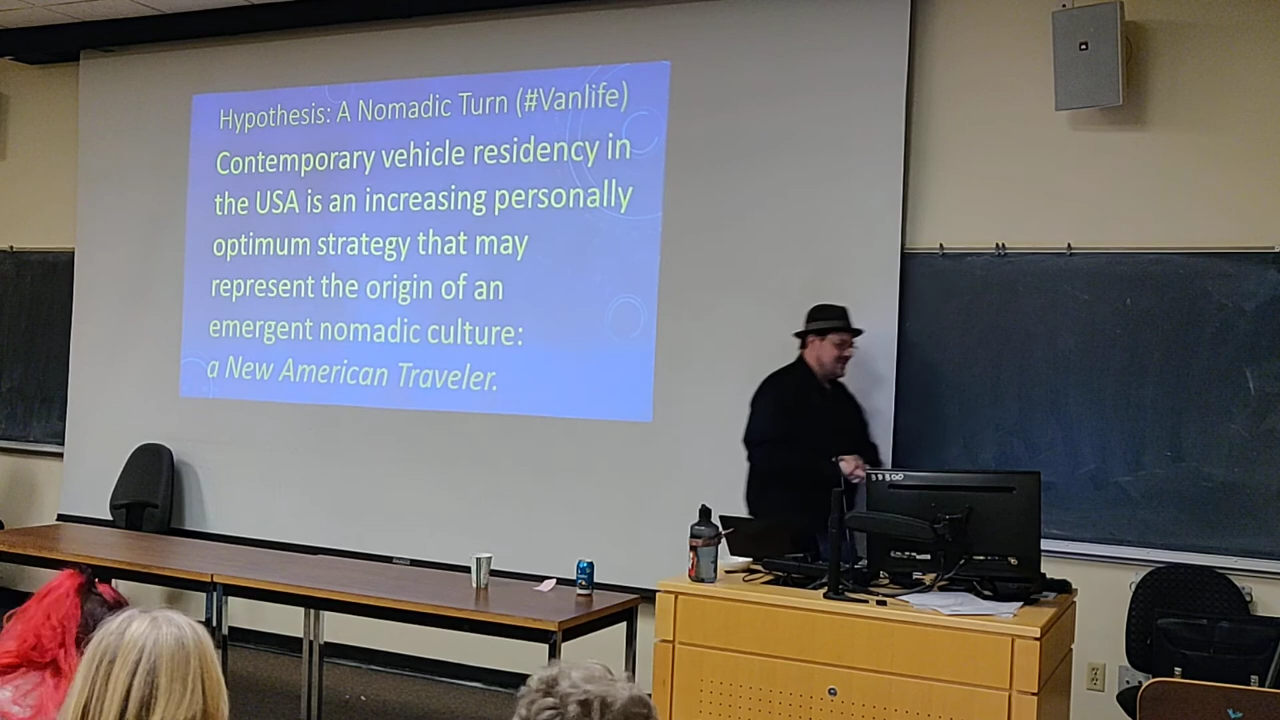 Hypothesis: A Nomadic Turn (#Vanlife)
Contemporary vehicle residency in
the USA is an increasing personally
optimum strategy that may
represent the origin of an
emergent nomadic culture:
a New American Traveler.